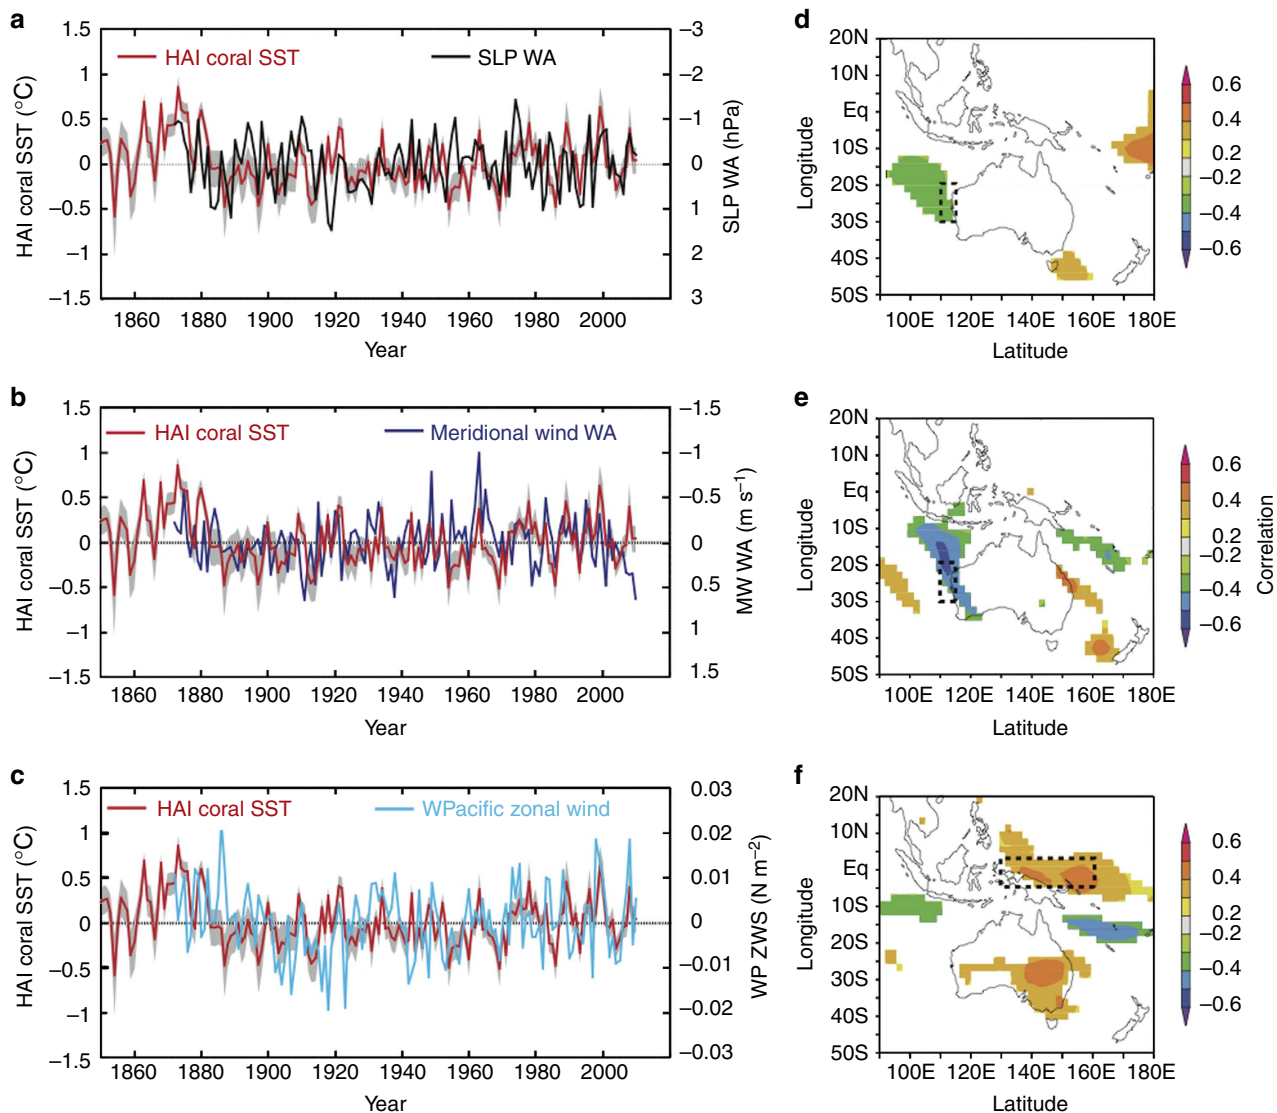 a
1.5
1
0.5
0
−0.5
−1
−1.5
HAI coral SST (°C)
HAI coral SST
SLP WA
−3
−2
−1
0
1
2
3
SLP WA (hPa)
1860 1880 1900 1920 1940 1960 1980 2000
Year
d
20N
10N
Eq
10S
20S
30S
40S
50S
Longitude
100E 120E 140E 160E 180E
Latitude
0.6
0.4
0.2
−0.2
−0.4
−0.6
b
1.5
1
0.5
0
−0.5
−1
−1.5
HAI coral SST (°C)
HAI coral SST
Meridional wind WA
−1.5
−1
−0.5
0
0.5
1
1.5
MW WA (m s⁻¹)
1860 1880 1900 1920 1940 1960 1980 2000
Year
e
20N
10N
Eq
10S
20S
30S
40S
50S
Longitude
100E 120E 140E 160E 180E
Latitude
0.6
0.4
0.2
−0.2
−0.4
−0.6
Correlation
c
1.5
1
0.5
0
−0.5
−1
−1.5
HAI coral SST (°C)
HAI coral SST
WPacific zonal wind
0.03
0.02
0.01
0
−0.01
−0.02
−0.03
WP ZWS (N m⁻²)
1860 1880 1900 1920 1940 1960 1980 2000
Year
f
20N
10N
Eq
10S
20S
30S
40S
50S
Longitude
100E 120E 140E 160E 180E
Latitude
0.6
0.4
0.2
−0.2
−0.4
−0.6